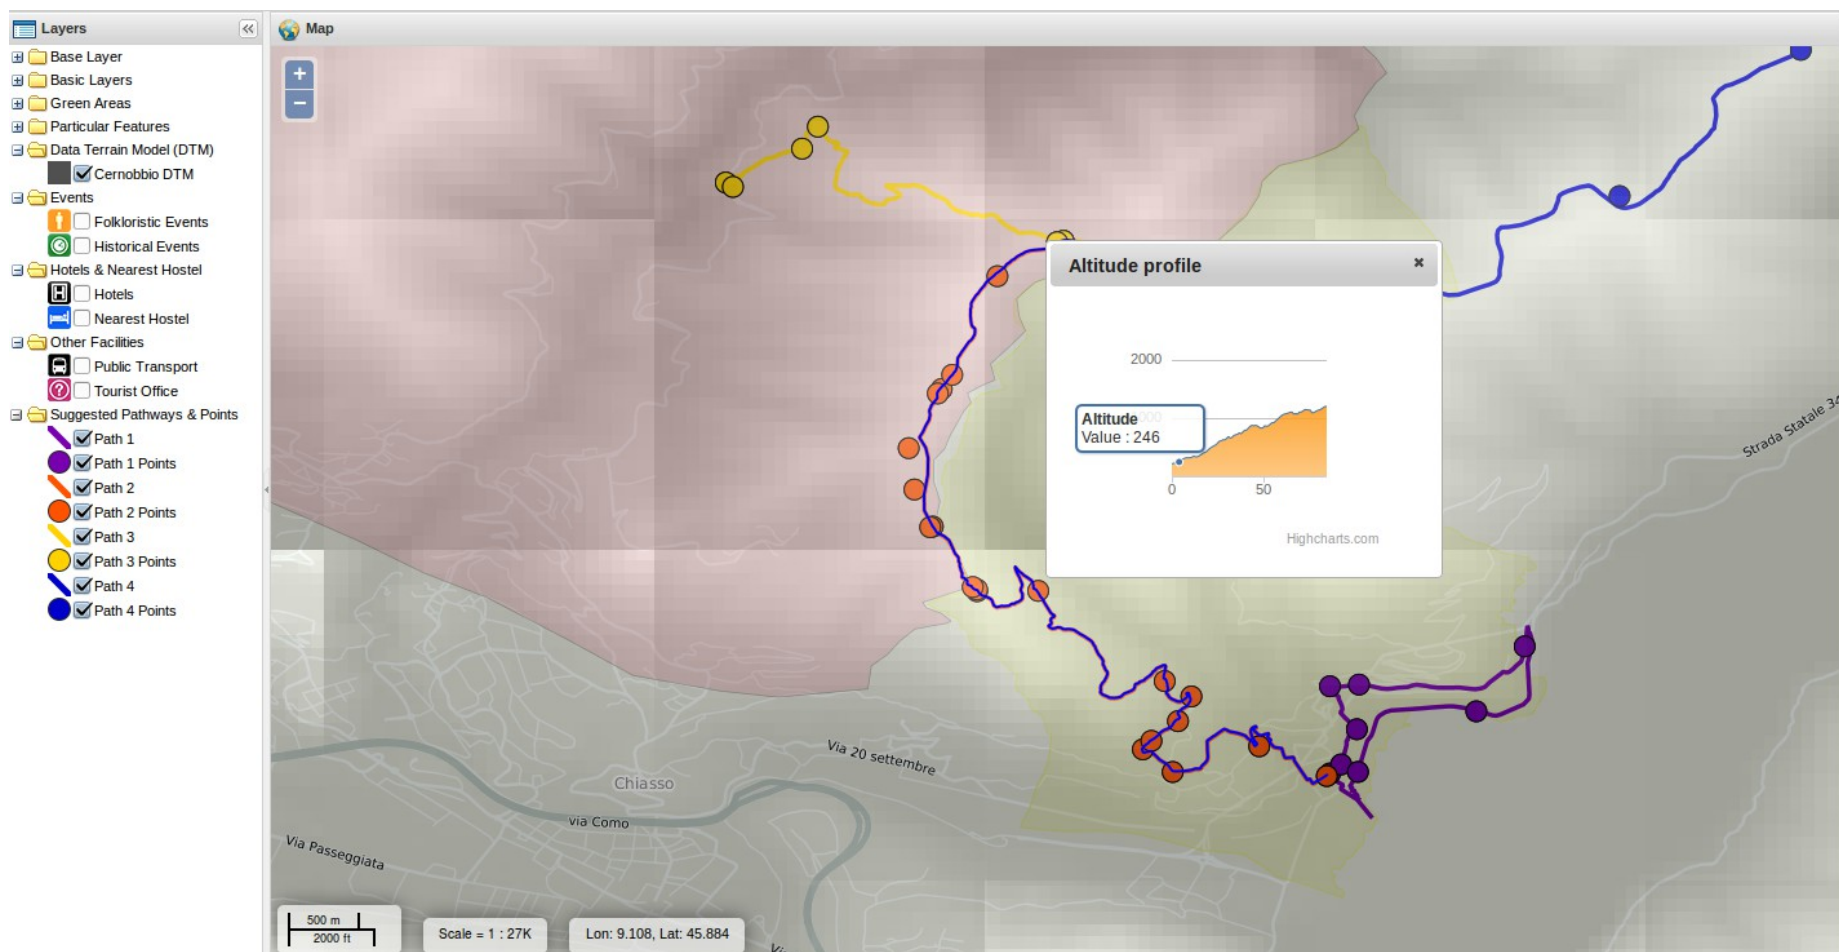 Layers
Base Layer
Basic Layers
Green Areas
Particular Features
Data Terrain Model (DTM)
Cernobbio DTM
Events
Folkloristic Events
Historical Events
Hotels & Nearest Hostel
H Hotels
Nearest Hostel
Other Facilities
Public Transport
? Tourist Office
Suggested Pathways & Points
Path 1
Path 1 Points
Path 2
Path 2 Points
Path 3
Path 3 Points
Path 4
Path 4 Points
Map
+
−
Altitude profile
2000
Altitude
Value : 246
0
50
Highcharts.com
Strada Statale 34
Via 20 settembre
Chiasso
via Como
Via Passeggiata
500 m
2000 ft
Scale = 1 : 27K
Lon: 9.108, Lat: 45.884